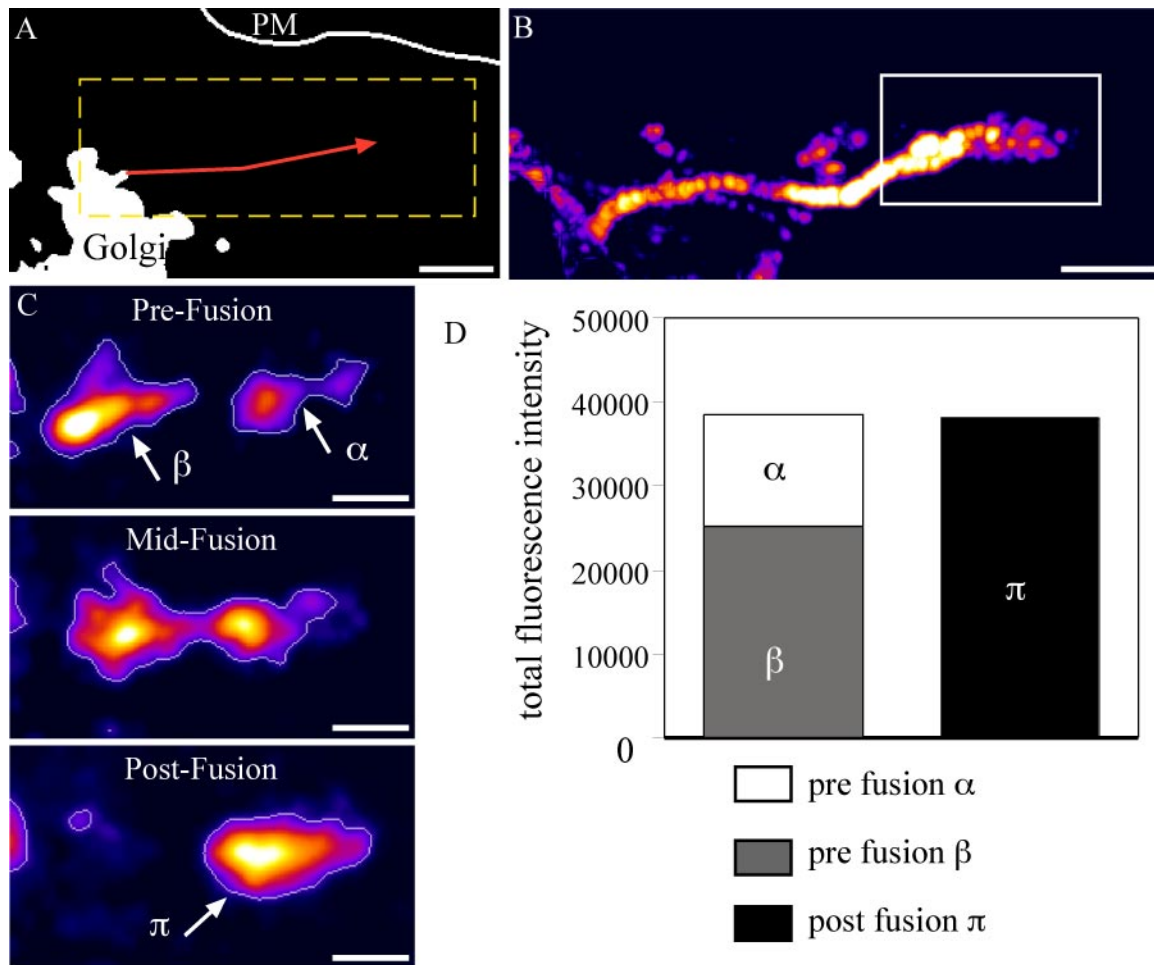 A
PM
Golgi
B
C
Pre-Fusion
β
α
Mid-Fusion
Post-Fusion
π
D
total fluorescence intensity
50000
40000
30000
20000
10000
0
α
β
π
pre fusion α
pre fusion β
post fusion π